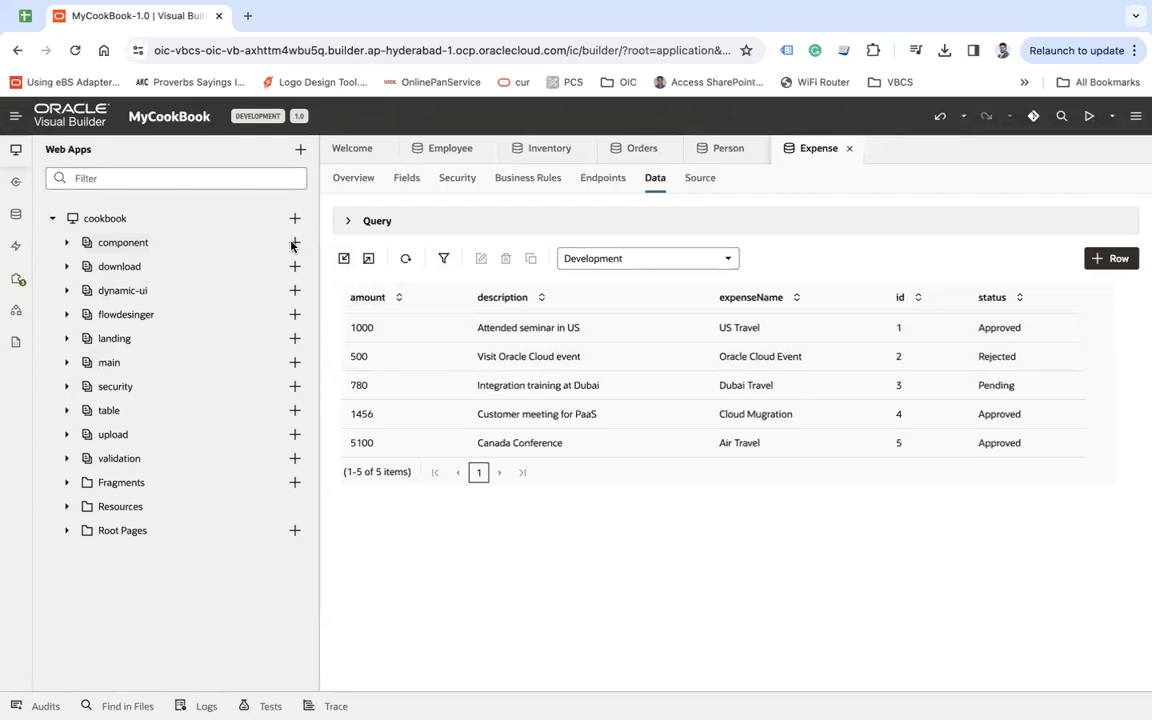 MyCookBook-1.0 | Visual Buil
oic-vbcs-oic-vb-axhttm4wbu5q.builder.ap-hyderabad-1.ocp.oraclecloud.com/ic/builder/?root=application&...
Relaunch to update
Using eBS Adapter...
AKC Proverbs Sayings I...
Logo Design Tool....
OnlinePanService
cur
PCS
OIC
Access SharePoint...
WiFi Router
VBCS
All Bookmarks
ORACLE
Visual Builder
MyCookBook
DEVELOPMENT
1.0
Web Apps
Filter
cookbook
component
download
dynamic-ui
flowdesinger
landing
main
security
table
upload
validation
Fragments
Resources
Root Pages
Welcome Employee Inventory Orders Person Expense
Overview Fields Security Business Rules Endpoints Data Source
Query
Development
Row
amount description expenseName id status
1000 Attended seminar in US US Travel 1 Approved
500 Visit Oracle Cloud event Oracle Cloud Event 2 Rejected
780 Integration training at Dubai Dubai Travel 3 Pending
1456 Customer meeting for PaaS Cloud Mugration 4 Approved
5100 Canada Conference Air Travel 5 Approved
(1-5 of 5 items) 1
Audits Find in Files Logs Tests Trace